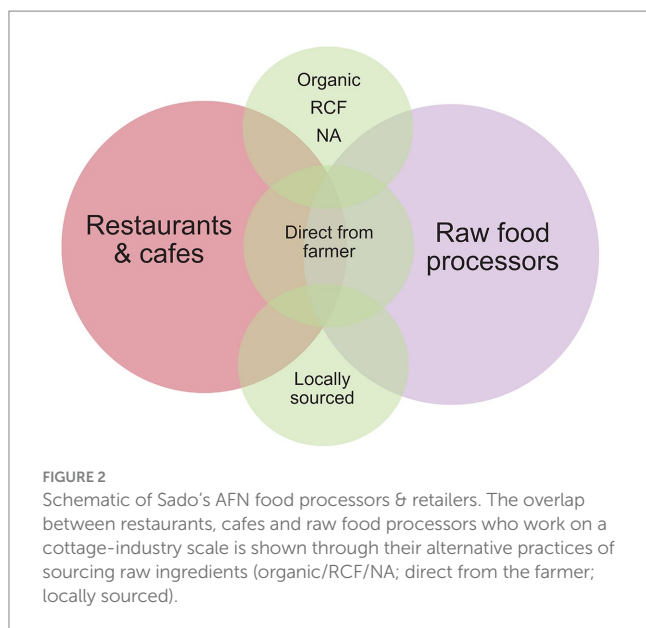 Organic
RCF
NA
Restaurants
& cafes
Direct from
farmer
Raw food
processors
Locally
sourced
FIGURE 2
Schematic of Sado's AFN food processors & retailers. The overlap
between restaurants, cafes and raw food processors who work on a
cottage-industry scale is shown through their alternative practices of
sourcing raw ingredients (organic/RCF/NA; direct from the farmer;
locally sourced).